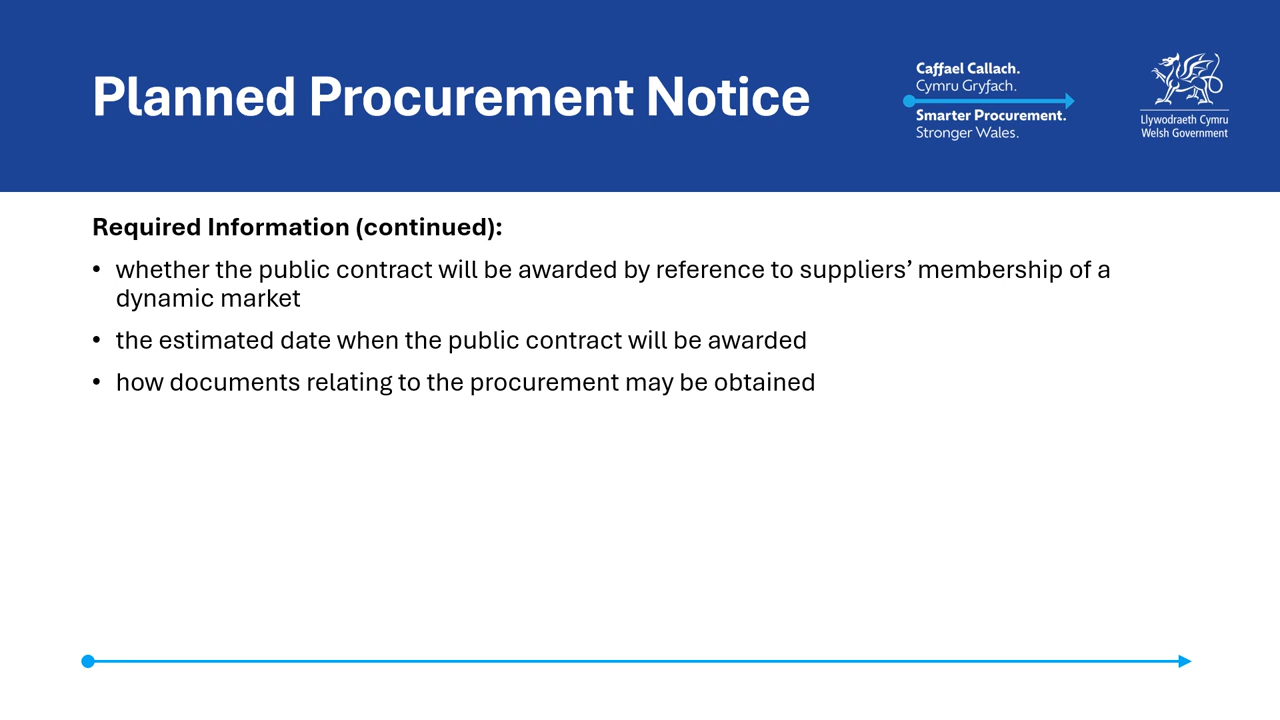 Planned Procurement Notice
Caffael Callach.
Cymru Gryfach.
Smarter Procurement.
Stronger Wales.
Llywodraeth Cymru
Welsh Government
Required Information (continued):
• whether the public contract will be awarded by reference to suppliers’ membership of a
dynamic market
• the estimated date when the public contract will be awarded
• how documents relating to the procurement may be obtained